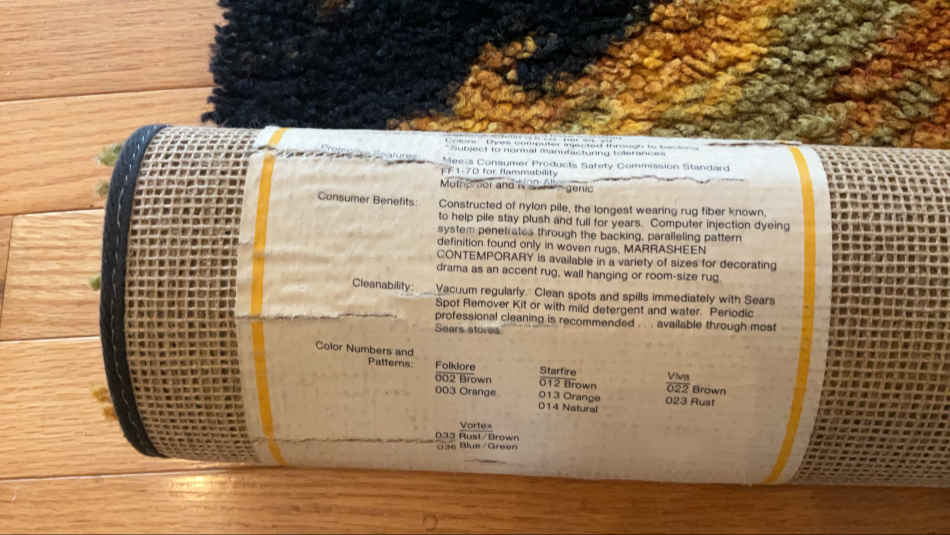 Colors: Dyes computer injected through to backing
*Subject to normal manufacturing tolerances
Features:
Meets Consumer Products Safety Commission Standard
FF1-70 for flammability
Mothproof and
Consumer Benefits:
Constructed of nylon pile, the longest wearing rug fiber known,
to help pile stay plush and full for years. Computer injection dyeing
system penetrates through the backing, paralleling pattern
definition found only in woven rugs. MARRASHEEN
CONTEMPORARY is available in a variety of sizes for decorating
drama as an accent rug, wall hanging or room-size rug.
Cleanability:
Vacuum regularly. Clean spots and spills immediately with Sears
Spot Remover Kit or with mild detergent and water. Periodic
professional cleaning is recommended . . . available through most
Sears stores.
Color Numbers and
Patterns:
Folklore
002 Brown
003 Orange
Starfire
012 Brown
013 Orange
014 Natural
Viva
022 Brown
023 Rust
Vortex
033 Rust/Brown
036 Blue/Green